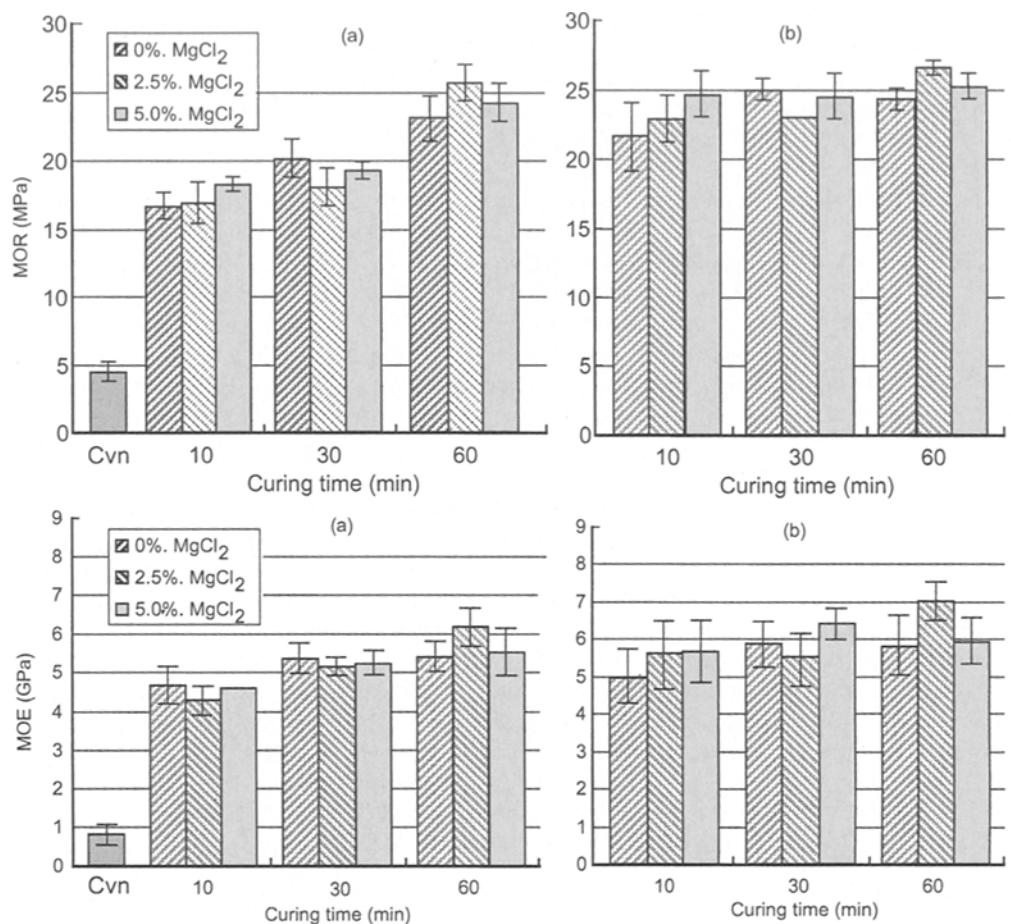 (a)
30
25
20
15
10
5
0
MOR (MPa)
0%. MgCl2
2.5%. MgCl2
5.0%. MgCl2
Cvn 10 30 60
Curing time (min)
(b)
30
25
20
15
10
5
0
10 30 60
Curing time (min)
(a)
9
8
7
6
5
4
3
2
1
0
MOE (GPa)
0%. MgCl2
2.5%. MgCl2
5.0%. MgCl2
Cvn 10 30 60
Curing time (min)
(b)
9
8
7
6
5
4
3
2
1
0
10 30 60
Curing time (min)